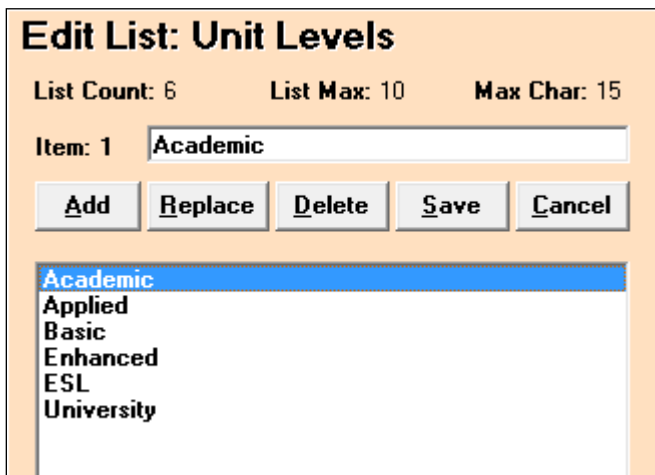 Edit List: Unit Levels
List Count: 6 List Max: 10 Max Char: 15
Item: 1 Academic
Add Replace Delete Save Cancel
Academic
Applied
Basic
Enhanced
ESL
University